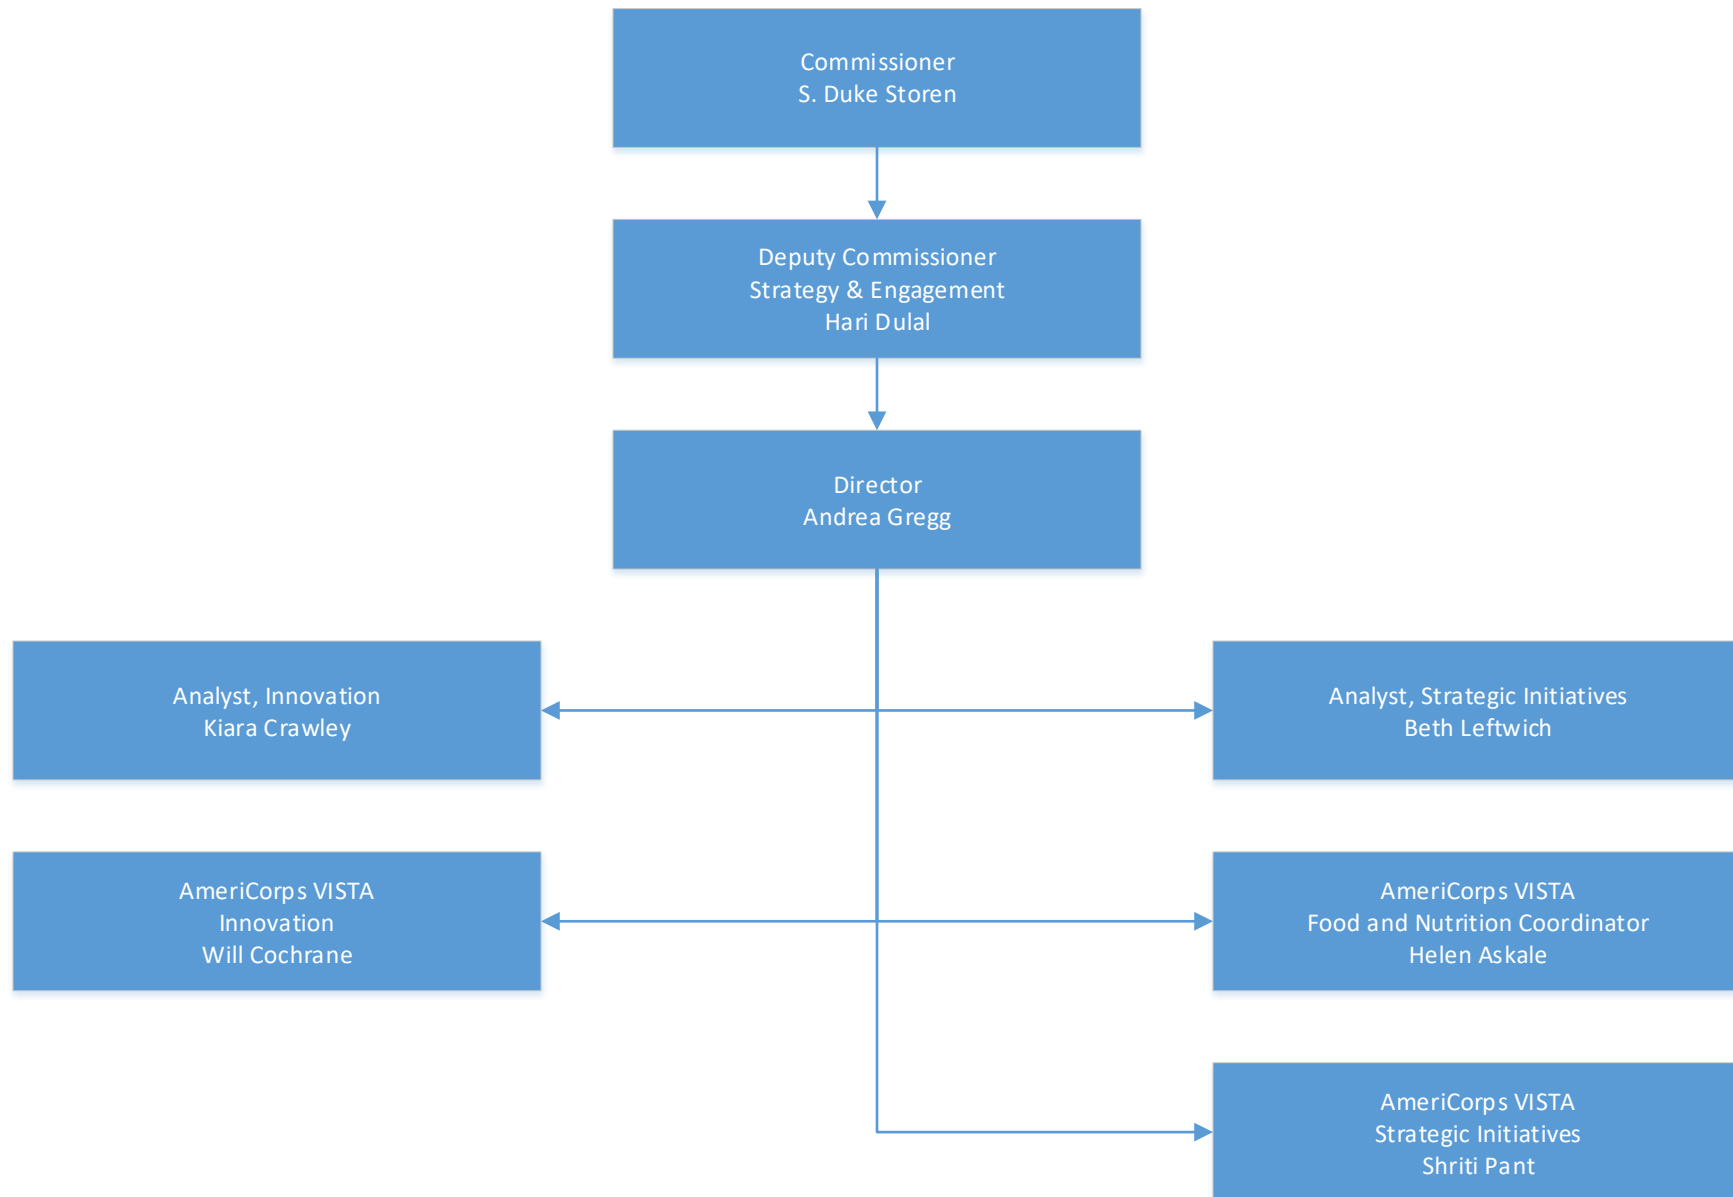 Commissioner
S. Duke Storen
Deputy Commissioner
Strategy & Engagement
Hari Dulal
Director
Andrea Gregg
Analyst, Innovation
Kiara Crawley
Analyst, Strategic Initiatives
Beth Leftwich
AmeriCorps VISTA
Innovation
Will Cochrane
AmeriCorps VISTA
Food and Nutrition Coordinator
Helen Askale
AmeriCorps VISTA
Strategic Initiatives
Shriti Pant